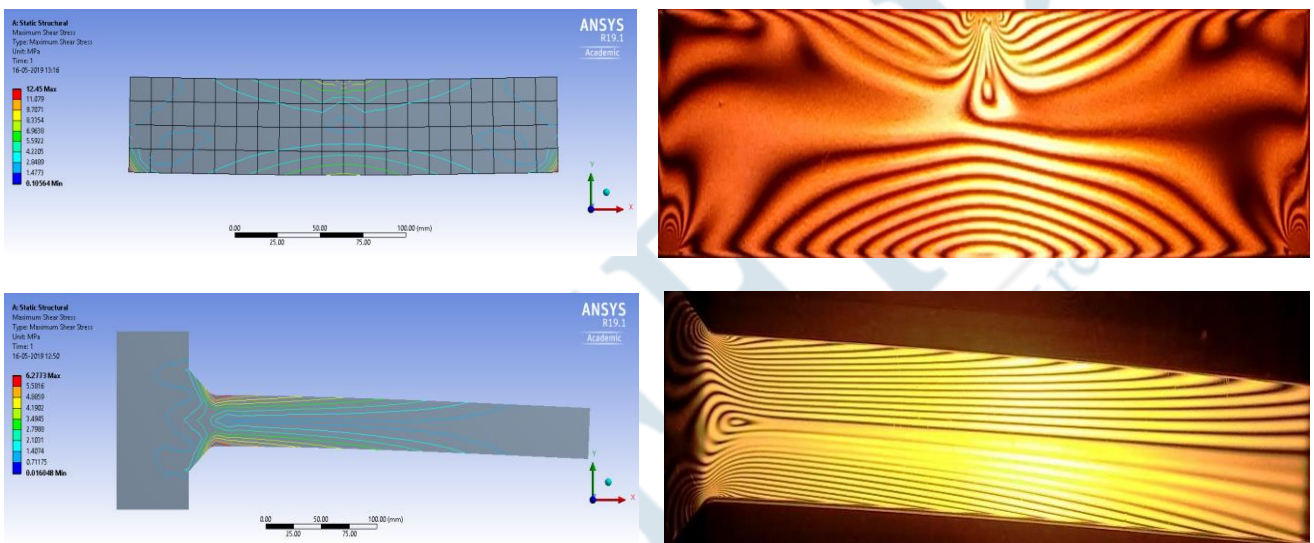 A: Static Structural
Maximum Shear Stress
Type: Maximum Shear Stress
Unit: MPa
Time: 1
16-05-2019 13:16
ANSYS
R19.1
Academic
12.45 Max
11.079
9.7071
8.3354
6.9638
5.5922
4.2205
2.8489
1.4773
0.10564 Min
Y
X
0.00
50.00
100.00 (mm)
25.00
75.00
A: Static Structural
Maximum Shear Stress
Type: Maximum Shear Stress
Unit: MPa
Time: 1
16-05-2019 12:50
ANSYS
R19.1
Academic
6.2773 Max
5.5816
4.8859
4.1902
3.4945
2.7988
2.1031
1.4074
0.71175
0.016048 Min
Y
X
0.00
50.00
100.00 (mm)
25.00
75.00